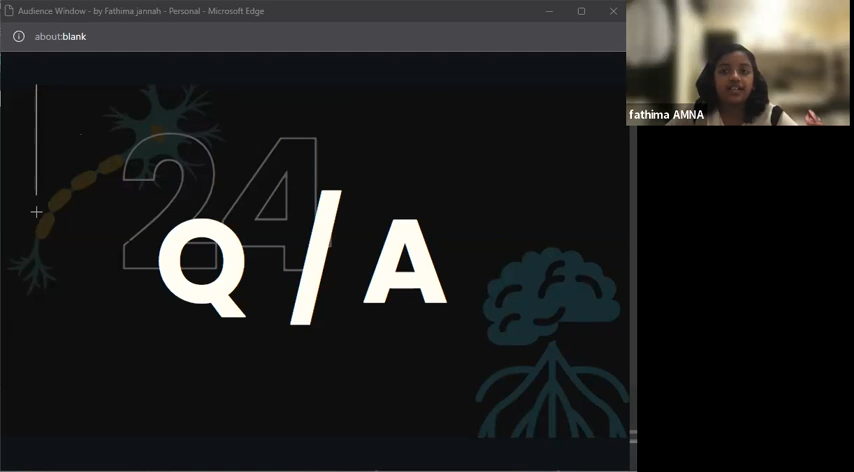 Audience Window - by Fathima jannah - Personal - Microsoft Edge
about:blank
fathima AMNA
24
Q / A